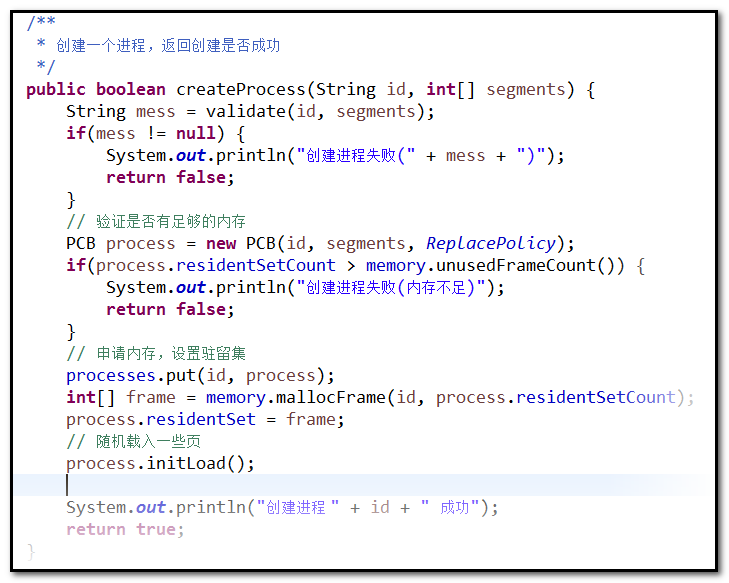 /**
 * 创建一个进程，返回创建是否成功
 */
public boolean createProcess(String id, int[] segments) {
    String mess = validate(id, segments);
    if(mess != null) {
        System.out.println("创建进程失败(" + mess + ")");
        return false;
    }
    // 验证是否有足够的内存
    PCB process = new PCB(id, segments, ReplacePolicy);
    if(process.residentSetCount > memory.unusedFrameCount()) {
        System.out.println("创建进程失败(内存不足)");
        return false;
    }
    // 申请内存，设置驻留集
    processes.put(id, process);
    int[] frame = memory.mallocFrame(id, process.residentSetCount);
    process.residentSet = frame;
    // 随机载入一些页
    process.initLoad();
    System.out.println("创建进程 " + id + " 成功");
    return true;
}